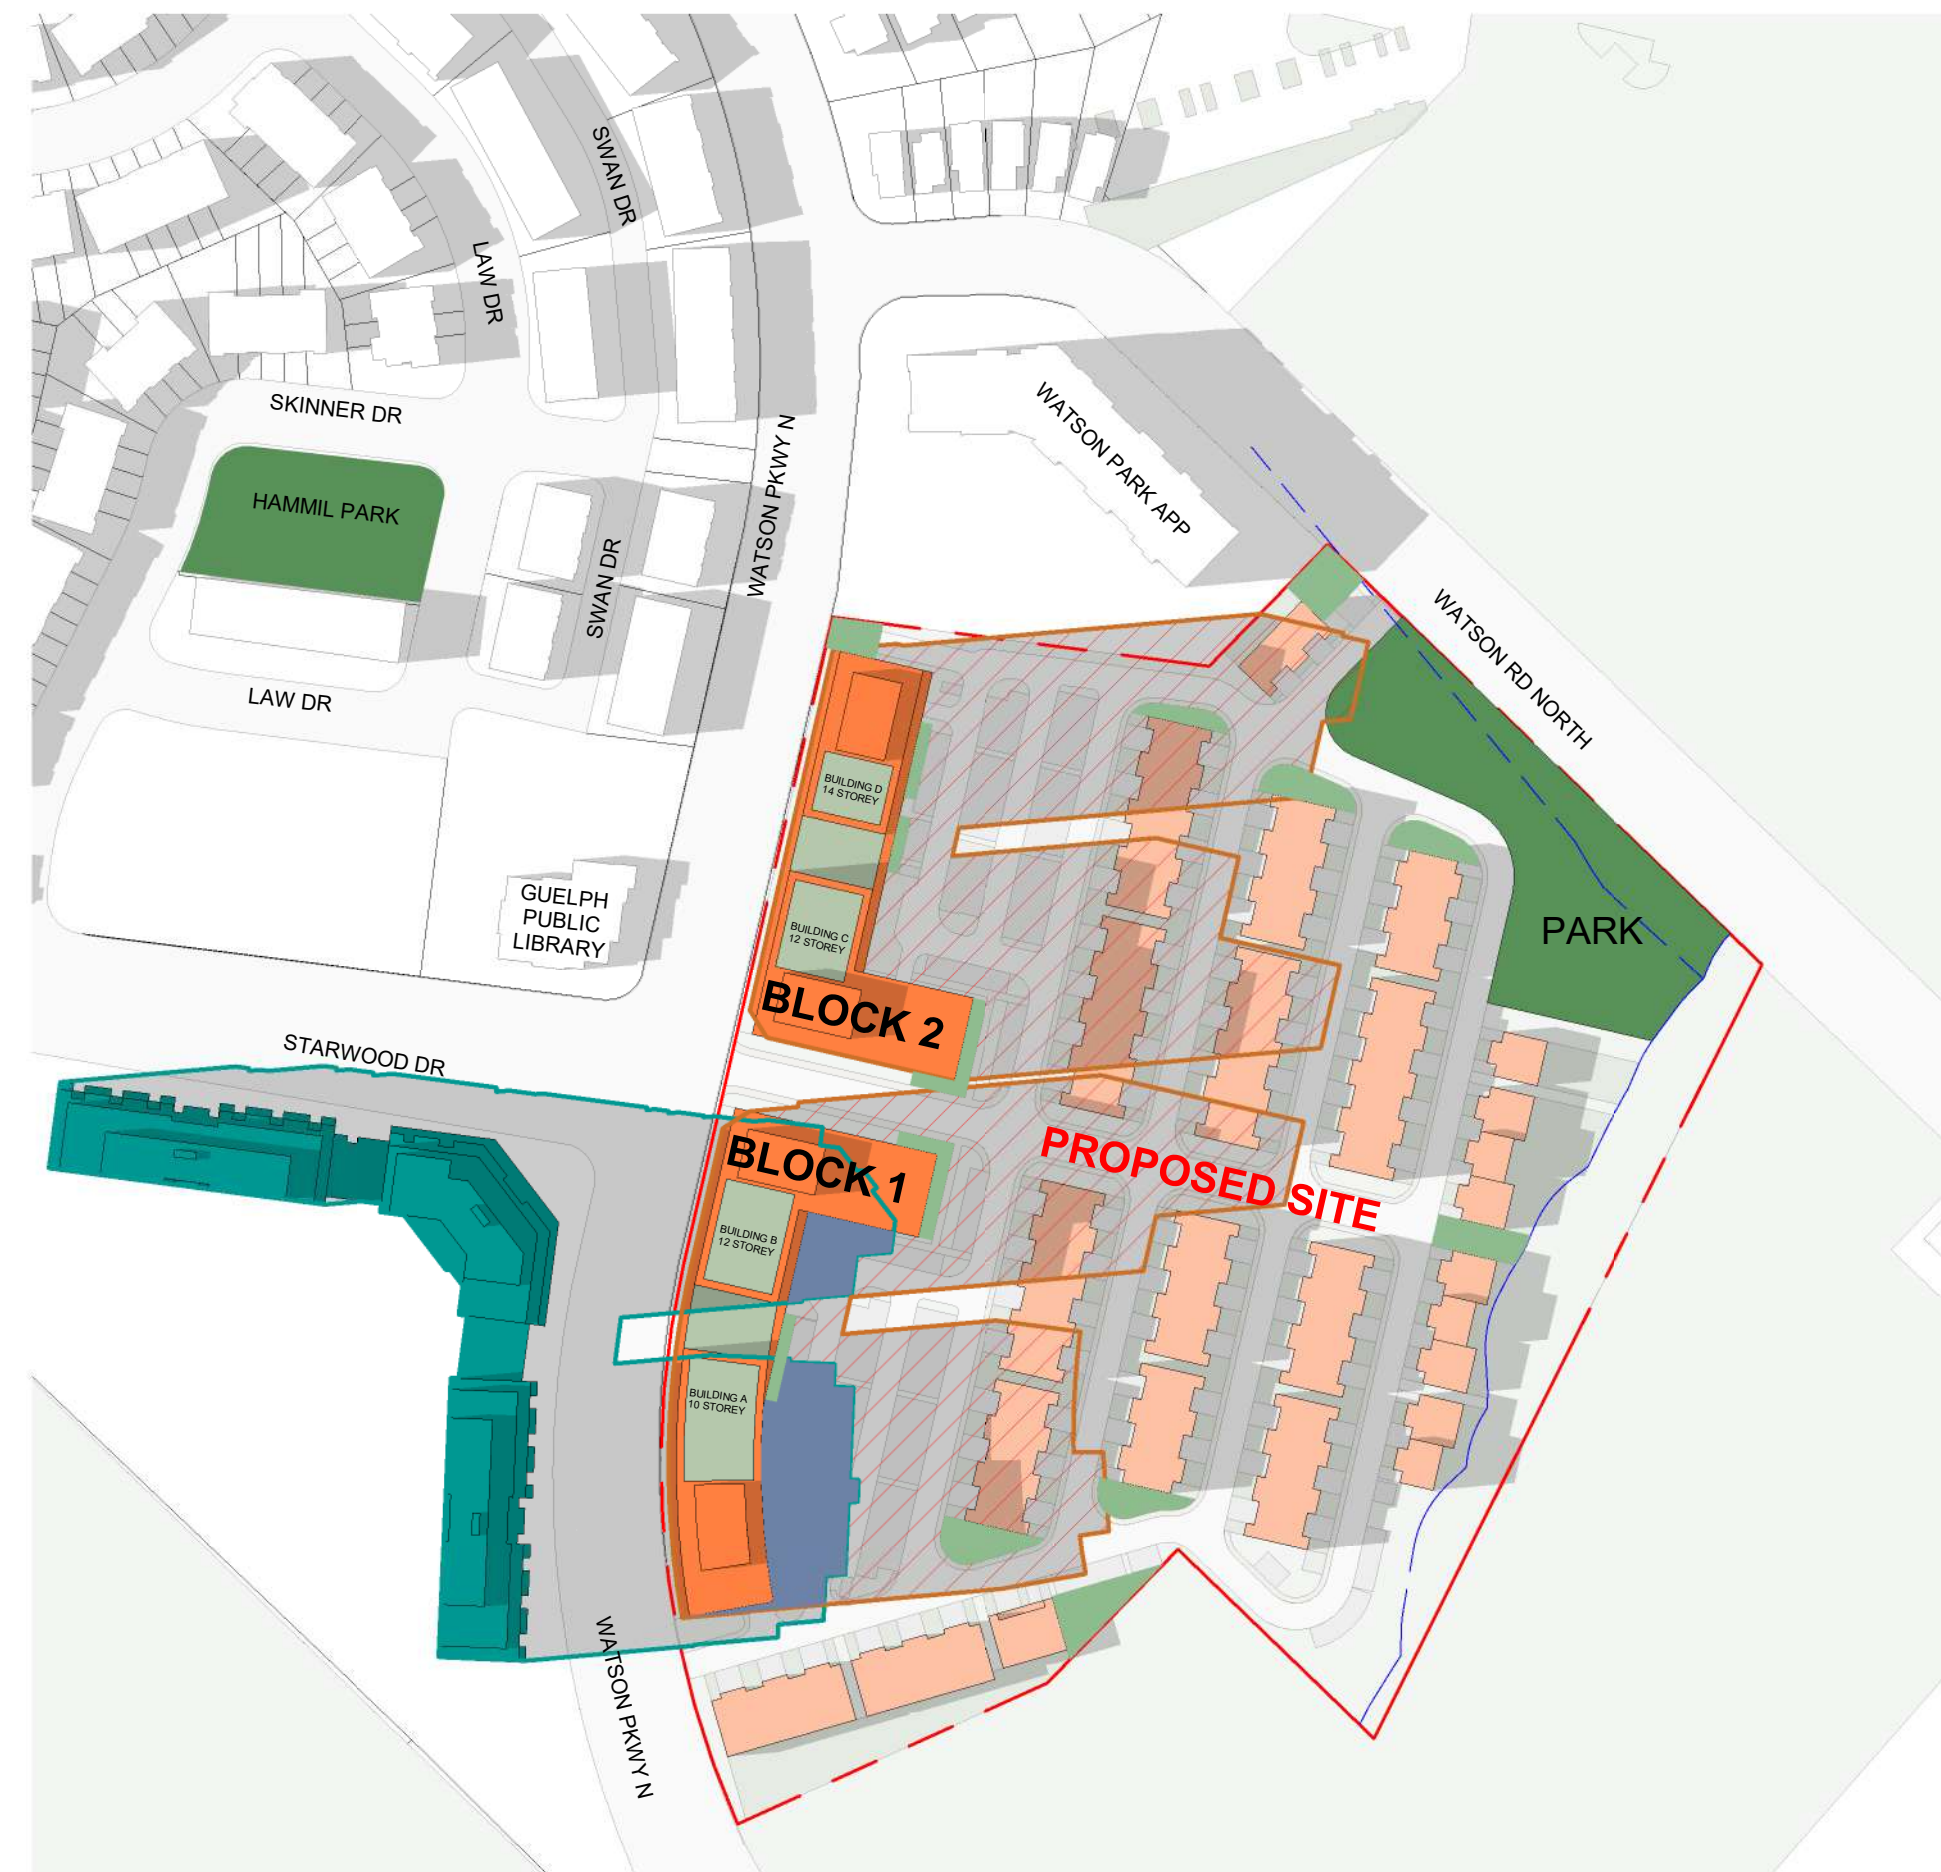 SWAN DR
LAW DR
SKINNER DR
WATSON PARK APP
WATSON PKWY N
HAMMIL PARK
SWAN DR
WATSON RD NORTH
LAW DR
BUILDING D
14 STOREY
GUELPH
PUBLIC
LIBRARY
BUILDING C
12 STOREY
PARK
BLOCK 2
STARWOOD DR
BLOCK 1
PROPOSED SITE
BUILDING B
12 STOREY
BUILDING A
10 STOREY
WATSON PKWY N